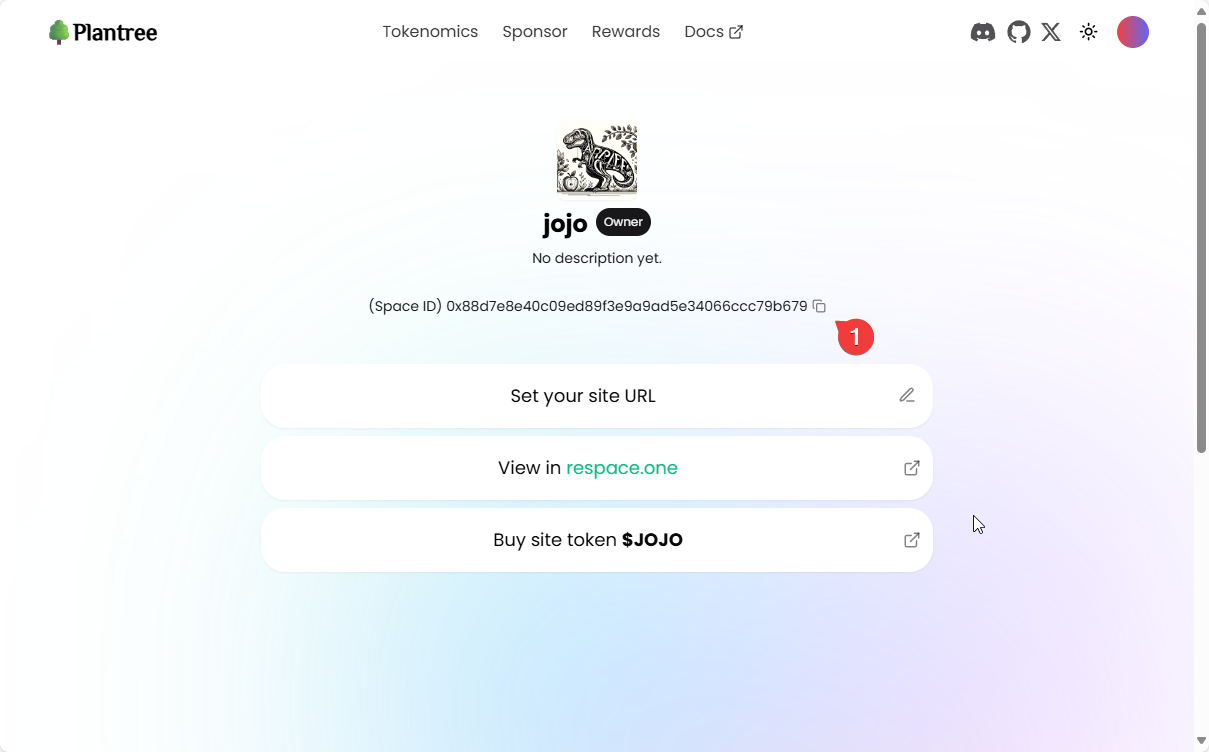 Plantree
Tokenomics Sponsor Rewards Docs
jojo Owner
No description yet.
(Space ID) 0x88d7e8e40c09ed89f3e9a9ad5e34066ccc79b679
1
Set your site URL
View in respace.one
Buy site token $JOJO